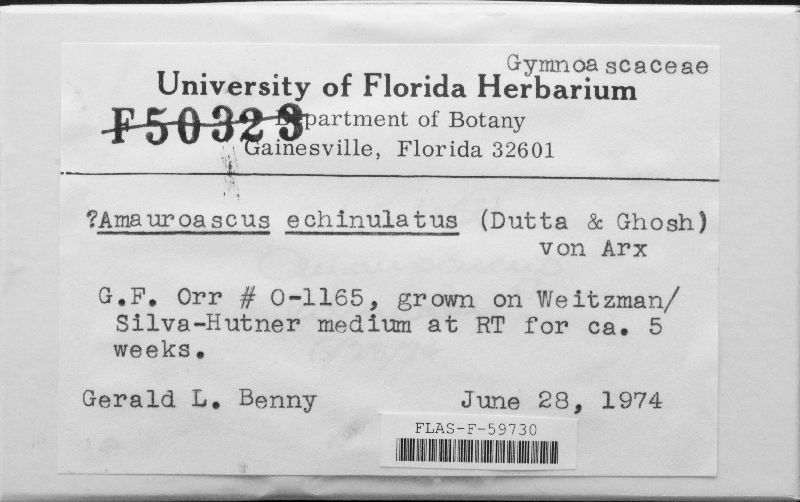 Gymnoascaceae
University of Florida Herbarium
F50323
Department of Botany
Gainesville, Florida 32601
?Amauroascus echinulatus (Dutta & Ghosh)
von Arx
G.F. Orr # O-1165, grown on Weitzman/
Silva-Hutner medium at RT for ca. 5
weeks.
Gerald L. Benny June 28, 1974
FLAS-F-59730